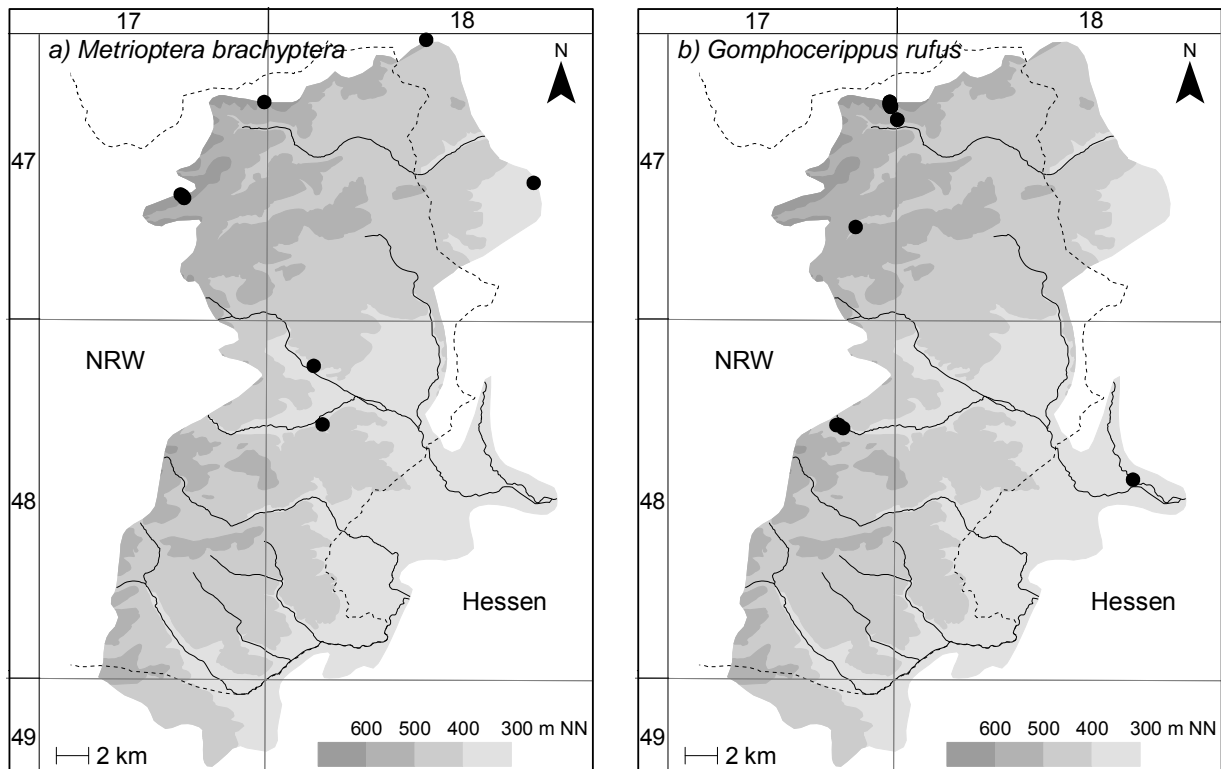 17 18
a) Metrioptera brachyptera
N
47
NRW
48
Hessen
600 500 400 300 m NN
49
2 km
17 18
b) Gomphocerippus rufus
N
47
NRW
48
Hessen
600 500 400 300 m NN
49
2 km